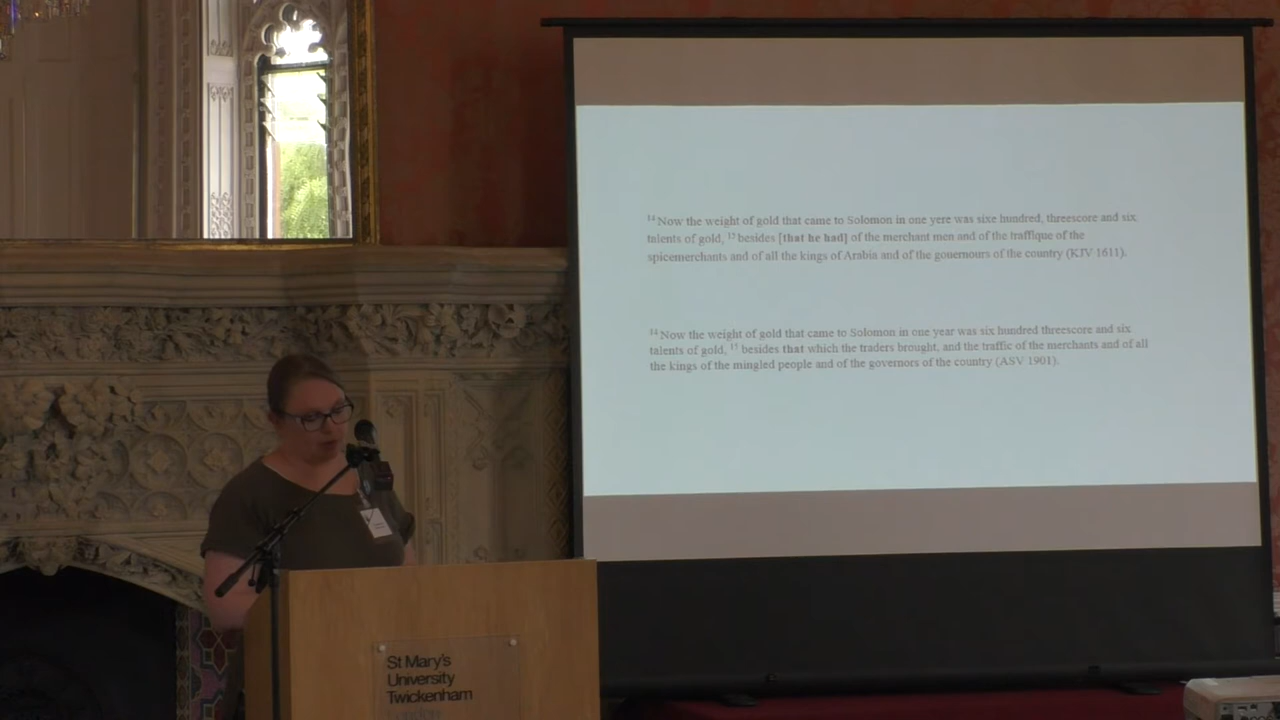 14 Now the weight of gold that came to Solomon in one yere was sixe hundred, threescore and six
talents of gold, 15 besides [that he had] of the merchant men and of the traffique of the
spicemerchants and of all the kings of Arabia and of the gouernours of the country (KJV 1611).
14 Now the weight of gold that came to Solomon in one year was six hundred threescore and six
talents of gold, 15 besides that which the traders brought, and the traffic of the merchants and of all
the kings of the mingled people and of the governors of the country (ASV 1901).
St Mary's
University
Twickenham
London